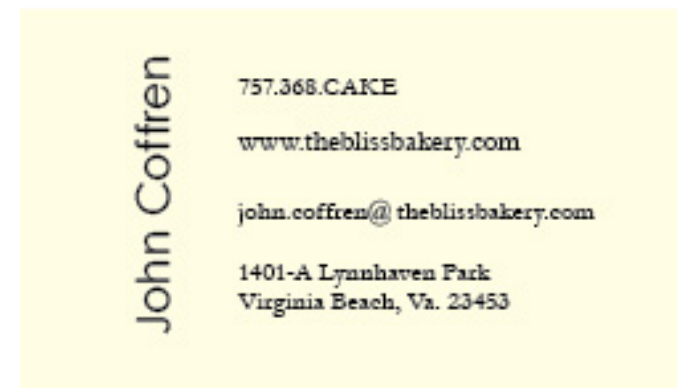 John Coffren
757.368.CAKE
www.theblissbakery.com
john.coffren@ theblissbakery.com
1401-A Lynnhaven Park
Virginia Beach, Va. 23453